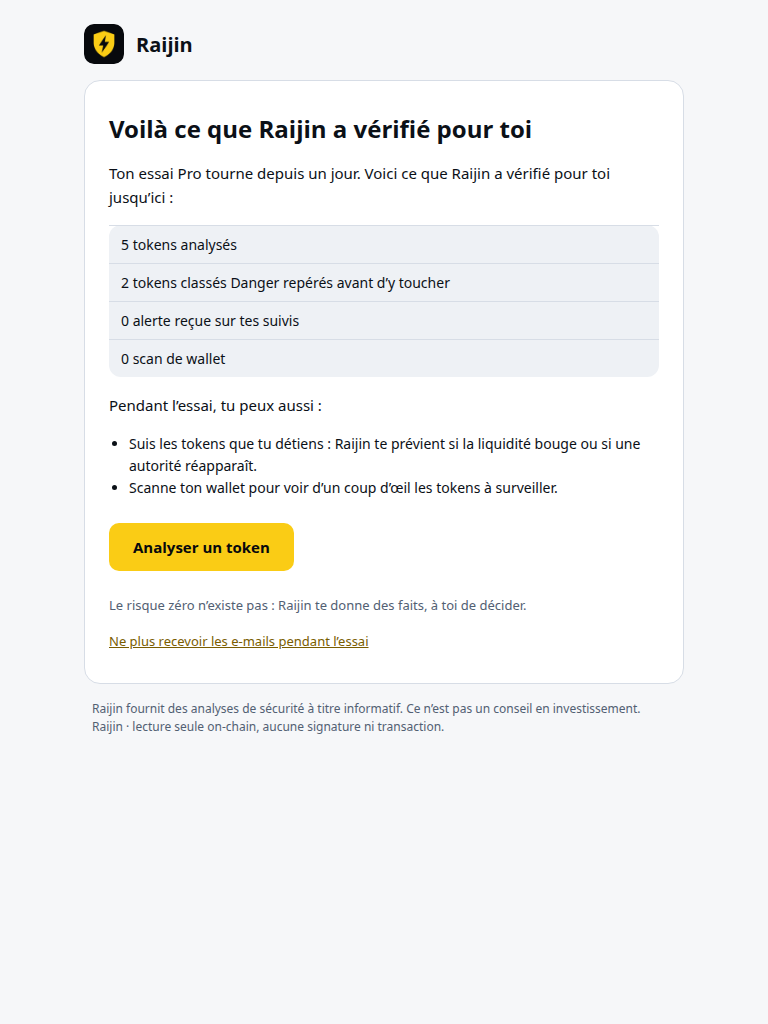 Raijin
Voilà ce que Raijin a vérifié pour toi
Ton essai Pro tourne depuis un jour. Voici ce que Raijin a vérifié pour toi
jusqu’ici :
5 tokens analysés
2 tokens classés Danger repérés avant d’y toucher
0 alerte reçue sur tes suivis
0 scan de wallet
Pendant l’essai, tu peux aussi :
• Suis les tokens que tu détiens : Raijin te prévient si la liquidité bouge ou si une
autorité réapparaît.
• Scanne ton wallet pour voir d’un coup d’œil les tokens à surveiller.
Analyser un token
Le risque zéro n’existe pas : Raijin te donne des faits, à toi de décider.
Ne plus recevoir les e-mails pendant l’essai
Raijin fournit des analyses de sécurité à titre informatif. Ce n’est pas un conseil en investissement.
Raijin · lecture seule on-chain, aucune signature ni transaction.